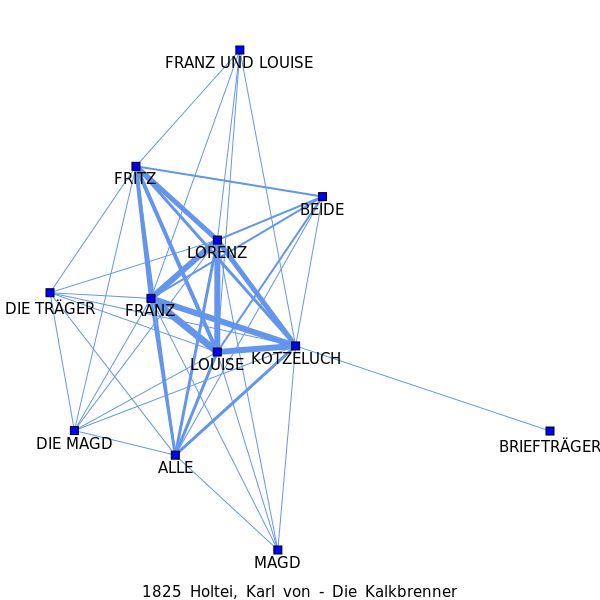 FRANZ UND LOUISE
FRITZ
BEIDE
LORENZ
DIE TRÄGER
FRANZ
LOUISE
KOTZELUCH
DIE MAGD
BRIEFTRÄGER
ALLE
MAGD
1825 Holtei, Karl von - Die Kalkbrenner